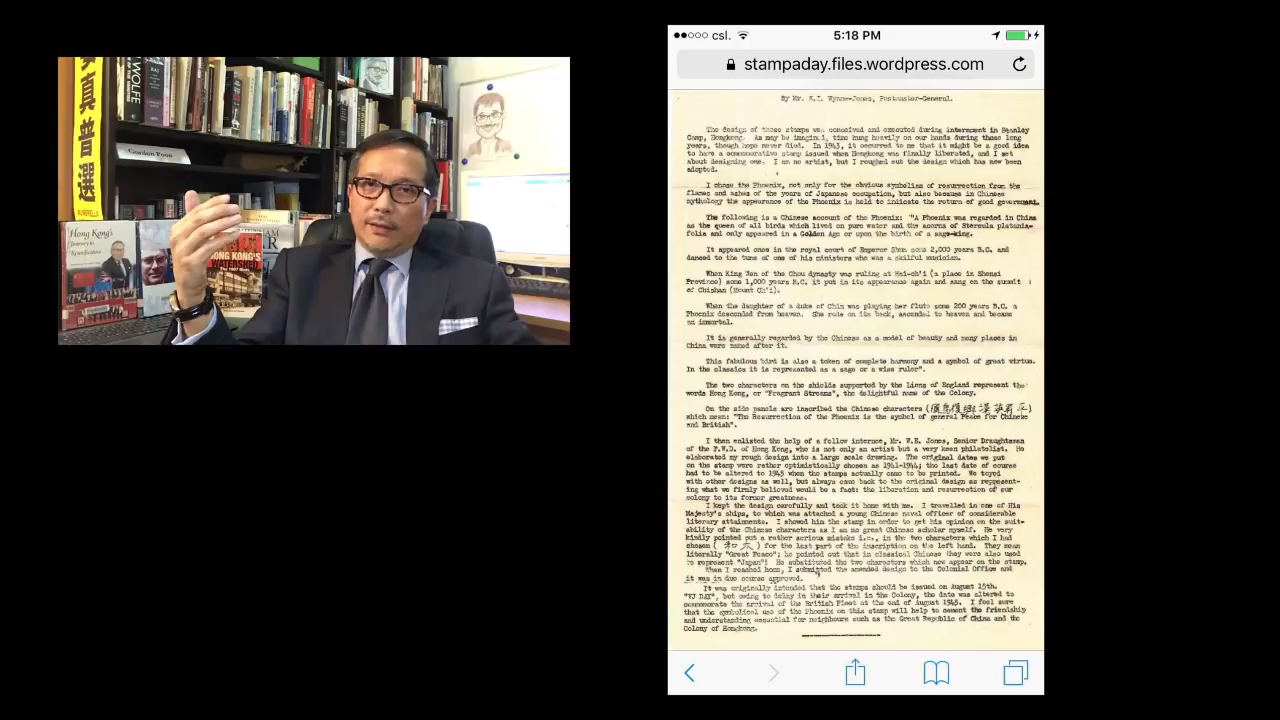 真普選
WOLFE
Hong Kong's
Journey to
Reunification
HONG KONG'S
WATERSHED
The 1967 Riots
csl.
5:18 PM
stampaday.files.wordpress.com
Wynne-Jones, Postmaster-General.
The design of these stamps was conceived and executed during internment in Stanley
Camp, Hongkong. As may be imagined, time hung heavily on our hands during those long
years, though hope never died. In 1943, it occurred to me that it might be a good idea
to have a commemorative stamp issued when Hongkong was finally liberated, and I set
about designing one. I am no artist, but I roughed out the design which has now been
adopted.
I chose the Phoenix, not only for the obvious symbolism of resurrection from the
flames and ashes of the years of Japanese occupation, but also because in Chinese
mythology the appearance of the Phoenix is held to indicate the return of good government.
The following is a Chinese account of the Phoenix: "A Phoenix was regarded in China
as the queen of all birds which lived on pure water and the acorns of Stercula platania-
folia and only appeared in a Golden Age or upon the birth of a sage-king.
It appeared once in the royal court of Emperor Shun some 2,000 years B.C. and
danced to the tune of one of his ministers who was a skilful musician.
When King Wen of the Chou dynasty was ruling at Hsi-ch'i (a place in Shensi
Province) some 1,000 years B.C. it put in its appearance again and sang on the summit
of Chishan (Mount Ch'i).
When the daughter of a duke of Chin was playing her flute some 200 years B.C. a
Phoenix descended from heaven. She rode on its back, ascended to heaven and became
an immortal.
It is generally regarded by the Chinese as a model of beauty and many places in
China were named after it.
This fabulous bird is also a token of complete harmony and a symbol of great virtue.
In the classics it is represented as a sage or a wise ruler".
The two characters on the shields supported by the lions of England represent the
words Hong Kong, or "Fragrant Streams", the delightful name of the Colony.
On the side panels are inscribed the Chinese characters (鳳鳥復興漢英昇平)
which mean: "The Resurrection of the Phoenix is the symbol of general Peace for Chinese
and British".
I then enlisted the help of a fellow internee, Mr. W.E. Jones, Senior Draughtsman
of the P.W.D. of Hong Kong, who is not only an artist but a very keen philatelist. He
elaborated my rough design into a large scale drawing. The original dates we put
on the stamp were rather optimistically chosen as 1941-1944; the last date of course
had to be altered to 1945 when the stamps actually came to be printed. We toyed
with other designs as well, but always came back to the original design as represent-
ing what we firmly believed would be a fact: the liberation and resurrection of our
colony to its former greatness.
I kept the design carefully and took it home with me. I travelled in one of His
Majesty's ships, to which was attached a young Chinese naval officer of considerable
literary attainments. I showed him the stamp in order to get his opinion on the suit-
ability of the Chinese characters as I am no great Chinese scholar myself. He very
kindly pointed out a rather serious mistake i.e., in the two characters which I had
chosen ( 和大 ) for the last part of the inscription on the left hand. They mean
literally "Great Peace"; he pointed out that in classical Chinese they were also used
to represent "Japan"! He substituted the two characters which now appear on the stamp.
When I reached home, I submitted the amended design to the Colonial Office and
it was in due course approved.
It was originally intended that the stamps should be issued on August 15th.
"VJ DAY", but owing to delay in their arrival in the Colony, the date was altered to
commemorate the arrival of the British Fleet at the end of August 1945. I feel sure
that the symbolical use of the Phoenix on this stamp will help to cement the friendship
and understanding essential for neighbours such as the Great Republic of China and the
Colony of Hongkong.